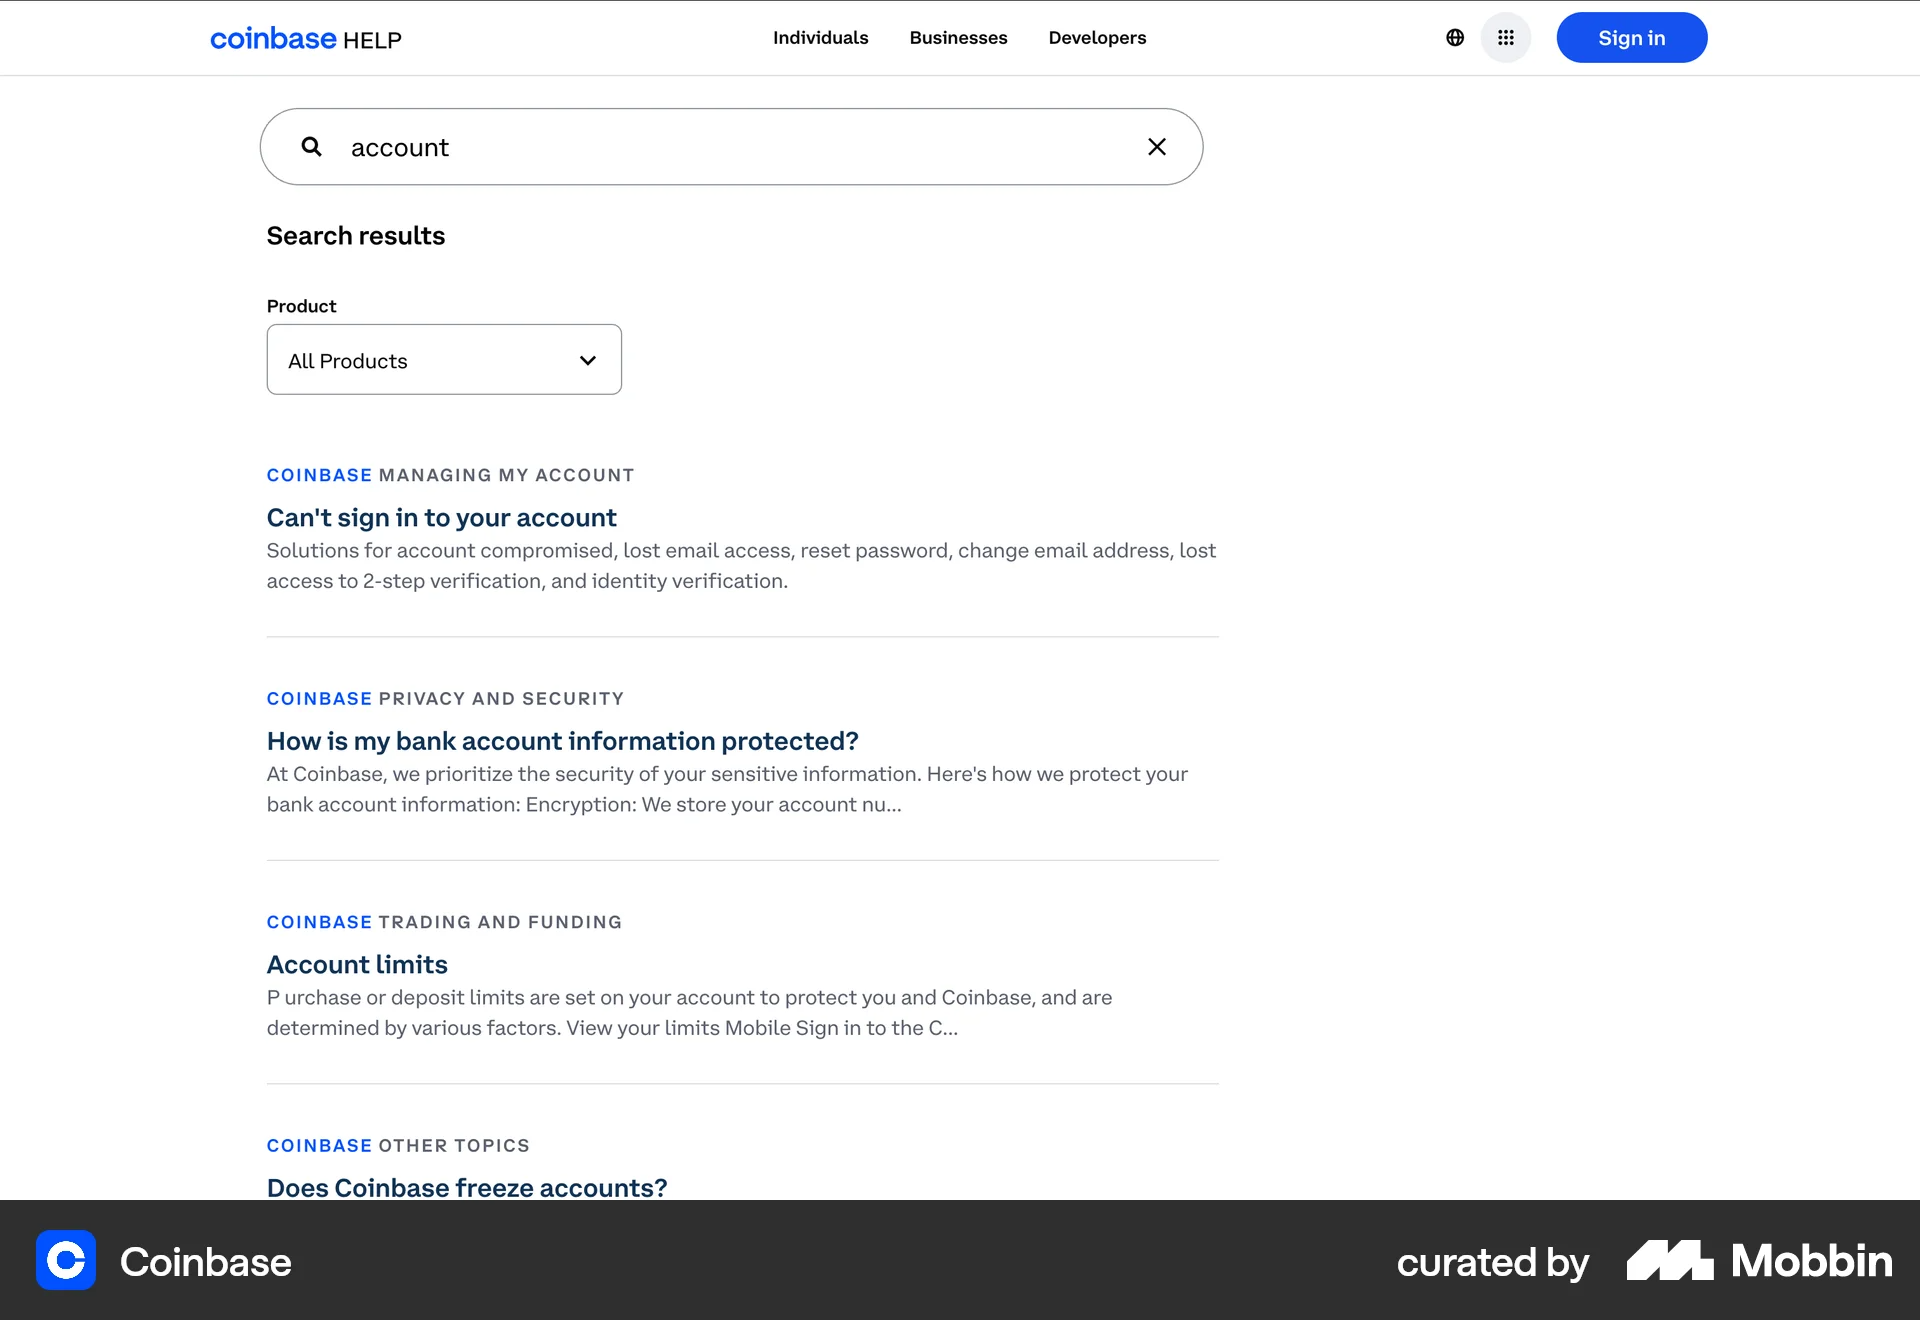 coinbase HELP
Individuals
Businesses
Developers
Sign in
account
Search results
Product
All Products
COINBASE MANAGING MY ACCOUNT
Can't sign in to your account
Solutions for account compromised, lost email access, reset password, change email address, lost
access to 2-step verification, and identity verification.
COINBASE PRIVACY AND SECURITY
How is my bank account information protected?
At Coinbase, we prioritize the security of your sensitive information. Here's how we protect your
bank account information: Encryption: We store your account nu...
COINBASE TRADING AND FUNDING
Account limits
P urchase or deposit limits are set on your account to protect you and Coinbase, and are
determined by various factors. View your limits Mobile Sign in to the C...
COINBASE OTHER TOPICS
Does Coinbase freeze accounts?
Coinbase
curated by
Mobbin